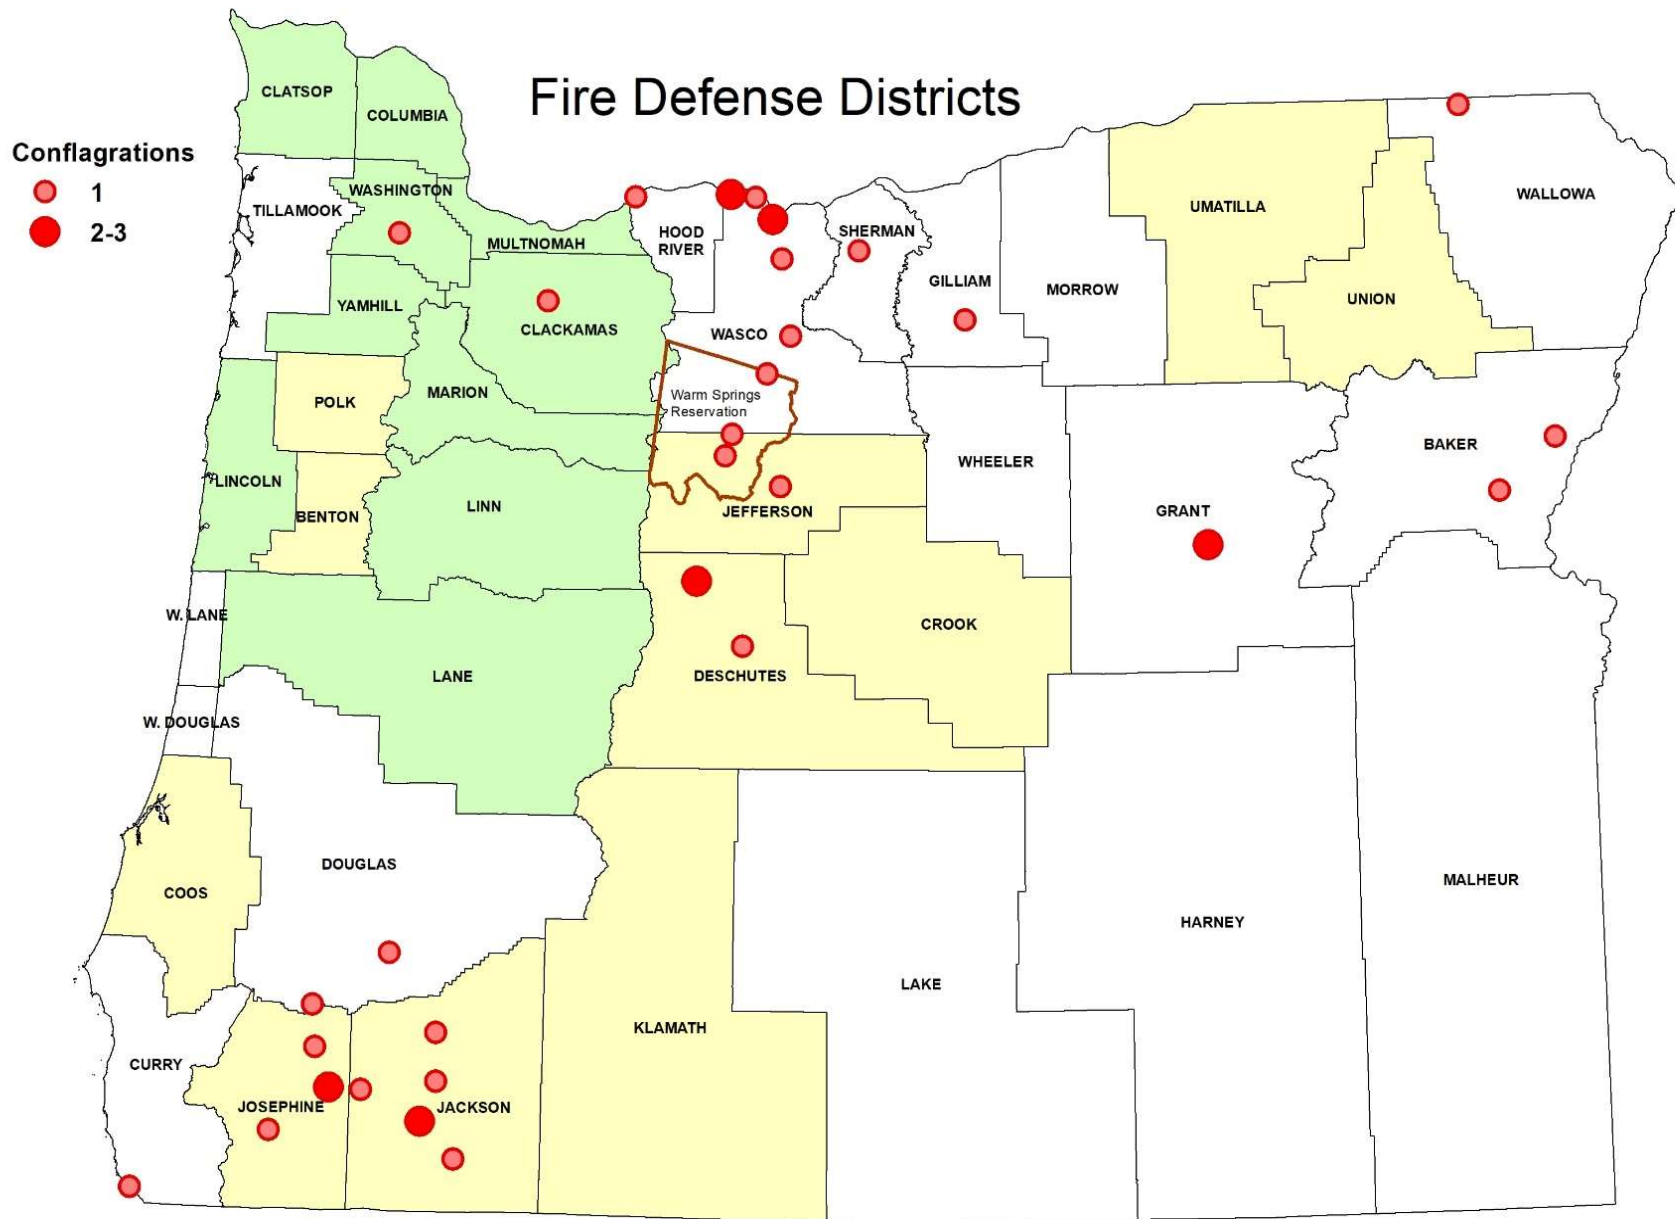 Fire Defense Districts
Conflagrations
1
2-3
CLATSOP
COLUMBIA
WASHINGTON
TILLAMOOK
MULTNOMAH
HOOD
RIVER
SHERMAN
UMATILLA
WALLOWA
GILLIAM
MORROW
UNION
YAMHILL
CLACKAMAS
WASCO
MARION
POLK
Warm Springs
Reservation
BAKER
WHEELER
LINCOLN
LINN
BENTON
JEFFERSON
GRANT
W. LANE
CROOK
LANE
DESCHUTES
W. DOUGLAS
DOUGLAS
COOS
MALHEUR
HARNEY
LAKE
KLAMATH
CURRY
JOSEPHINE
JACKSON